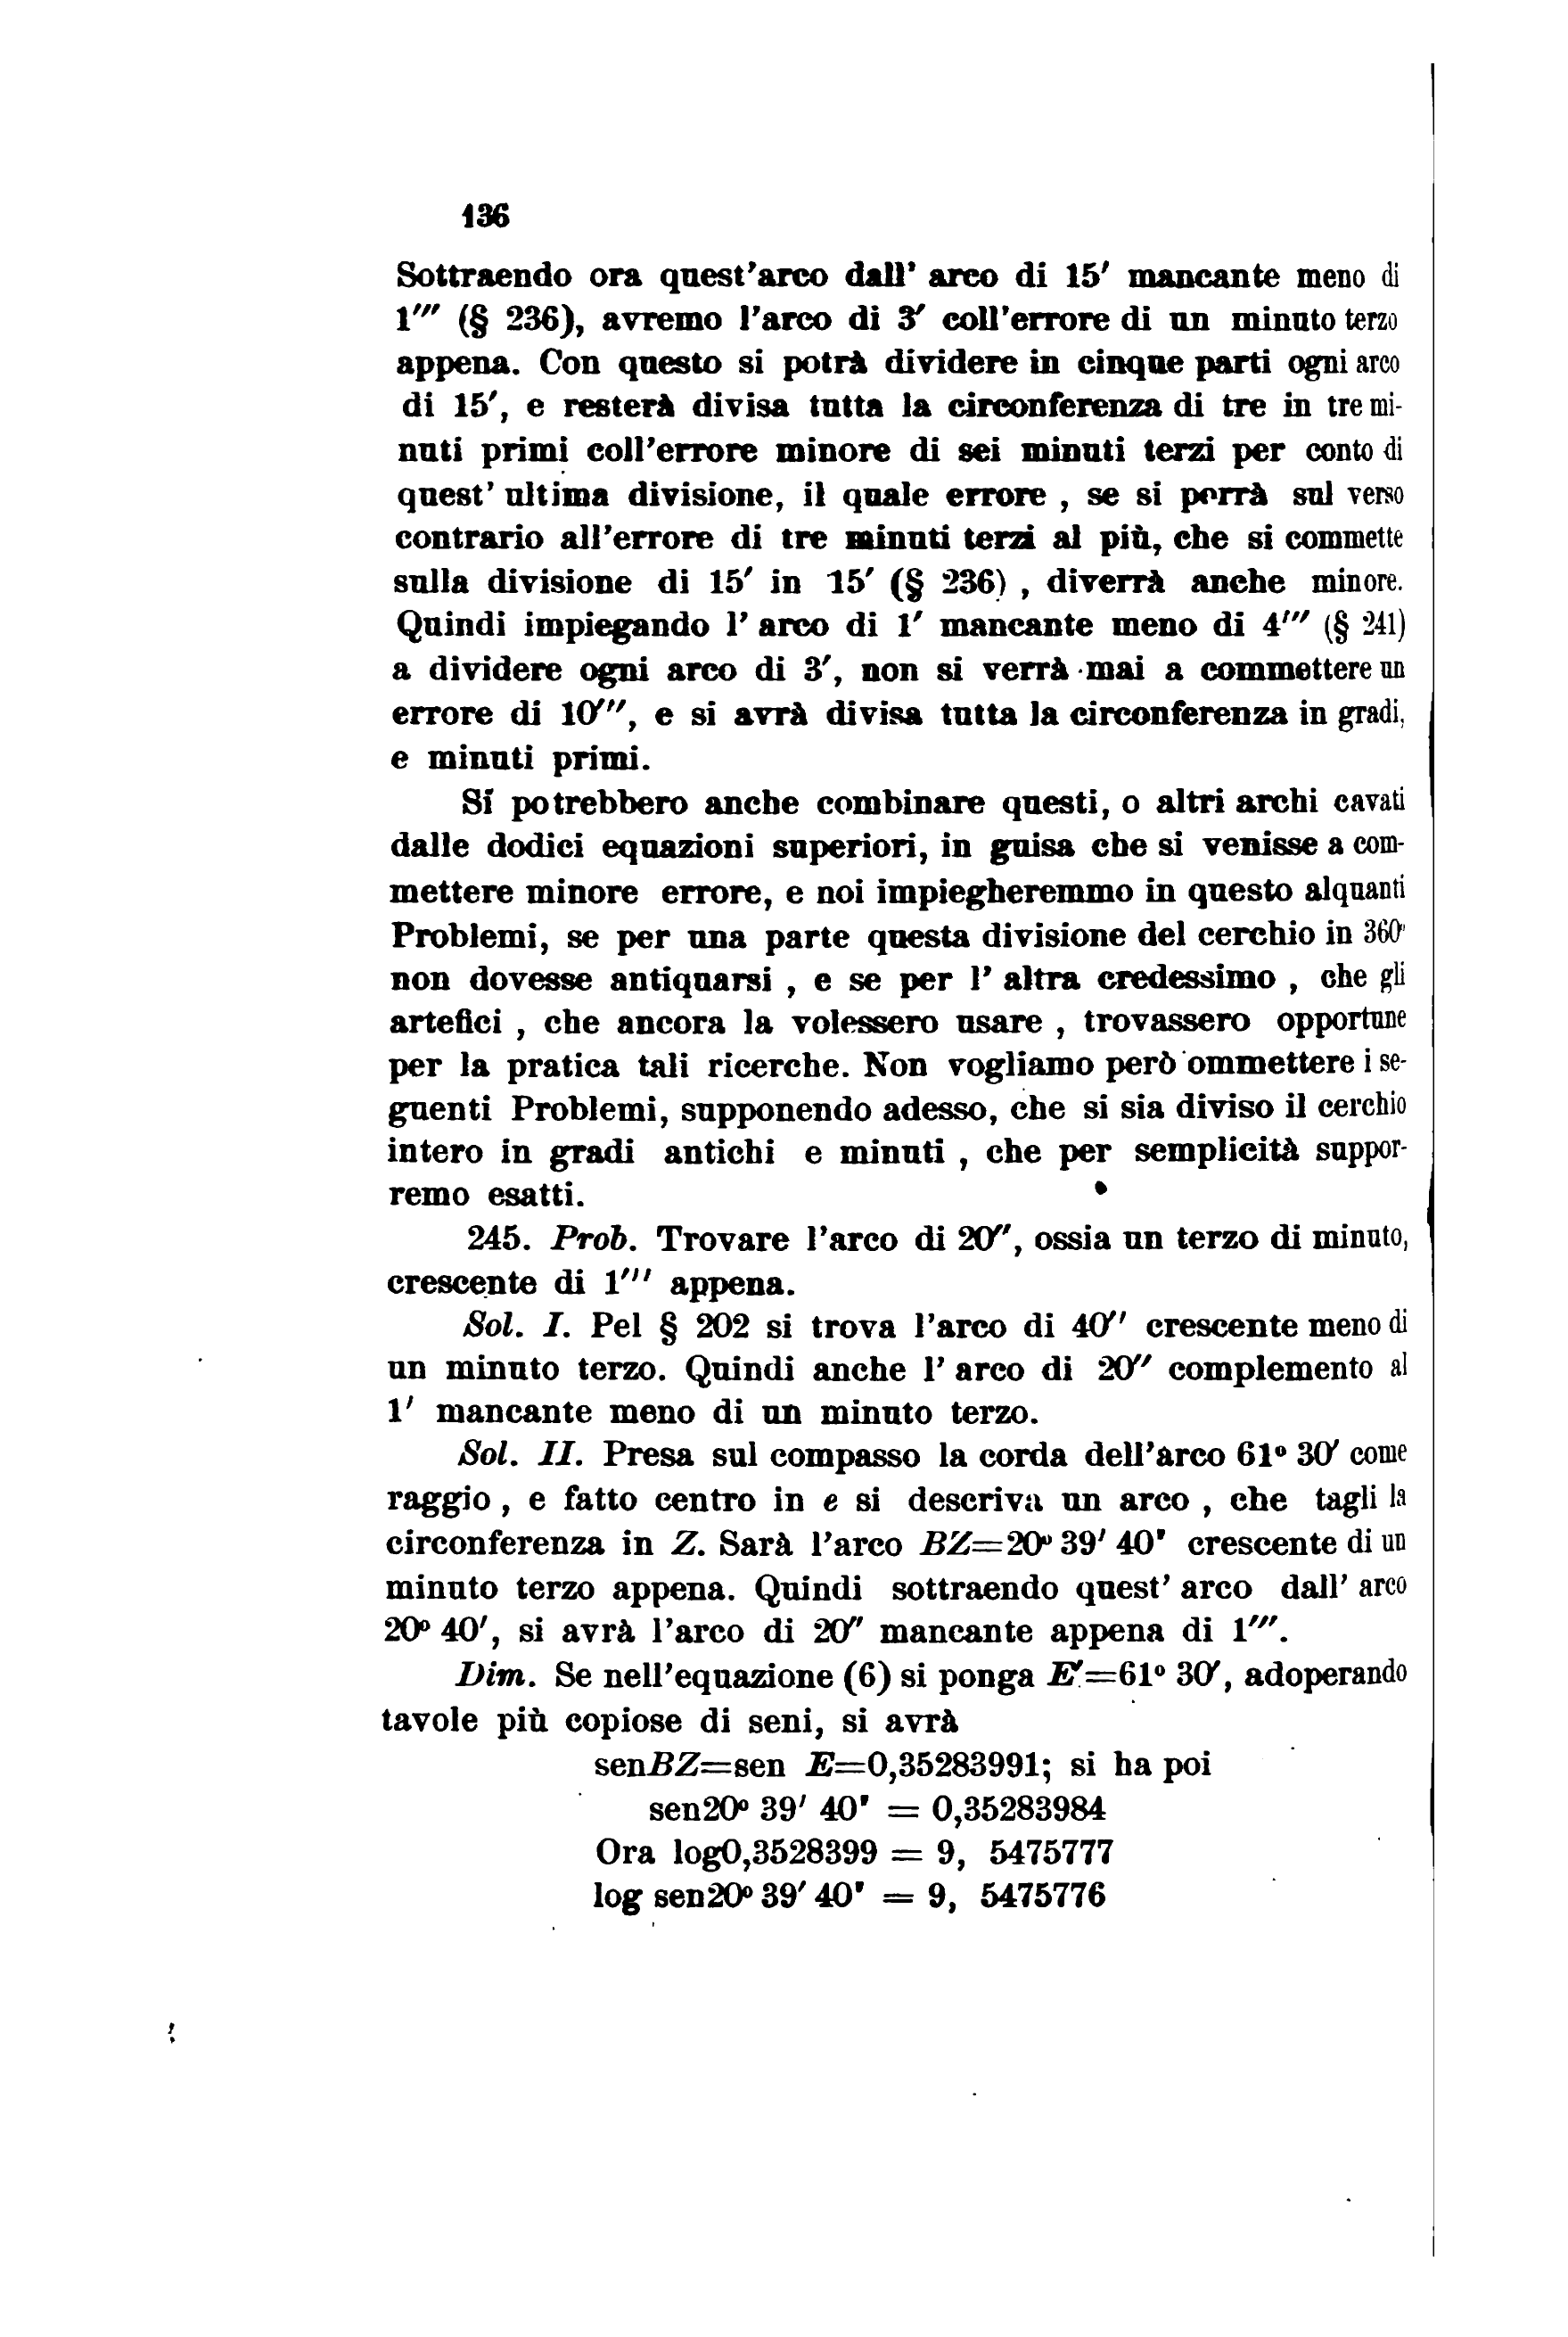 136
Sottraendo ora quest'arco dall' arco di 15′ mancante meno di
1‴ (§ 236), avremo l'arco di 3′ coll'errore di un minuto terzo
appena. Con questo si potrà dividere in cinque parti ogni arco
di 15′, e resterà divisa tutta la circonferenza di tre in tre mi-
nuti primi coll'errore minore di sei minuti terzi per conto di
quest' ultima divisione, il quale errore , se si porrà sul verso
contrario all'errore di tre minuti terzi al più, che si commette
sulla divisione di 15′ in 15′ (§ 236) , diverrà anche minore.
Quindi impiegando l' arco di 1′ mancante meno di 4‴ (§ 241)
a dividere ogni arco di 3′, non si verrà mai a commettere un
errore di 10‴, e si avrà divisa tutta la circonferenza in gradi,
e minuti primi.
Si potrebbero anche combinare questi, o altri archi cavati
dalle dodici equazioni superiori, in guisa che si venisse a com-
mettere minore errore, e noi impiegheremmo in questo alquanti
Problemi, se per una parte questa divisione del cerchio in 360°
non dovesse antiquarsi , e se per l' altra credessimo , che gli
artefici , che ancora la volessero usare , trovassero opportune
per la pratica tali ricerche. Non vogliamo però ommettere i se-
guenti Problemi, supponendo adesso, che si sia diviso il cerchio
intero in gradi antichi e minuti , che per semplicità suppor-
remo esatti.
245. Prob. Trovare l'arco di 20″, ossia un terzo di minuto,
crescente di 1‴ appena.
Sol. I. Pel § 202 si trova l'arco di 40″ crescente meno di
un minuto terzo. Quindi anche l' arco di 20″ complemento al
1′ mancante meno di un minuto terzo.
Sol. II. Presa sul compasso la corda dell'arco 61° 30′ come
raggio , e fatto centro in e si descriva un arco , che tagli la
circonferenza in Z. Sarà l'arco BZ=20° 39′ 40″ crescente di un
minuto terzo appena. Quindi sottraendo quest' arco dall' arco
20° 40′, si avrà l'arco di 20″ mancante appena di 1‴.
Dim. Se nell'equazione (6) si ponga E′=61° 30′, adoperando
tavole più copiose di seni, si avrà
senBZ=sen E=0,35283991; si ha poi
sen20° 39′ 40″ = 0,35283984
Ora log0,3528399 = 9, 5475777
log sen20° 39′ 40″ = 9, 5475776